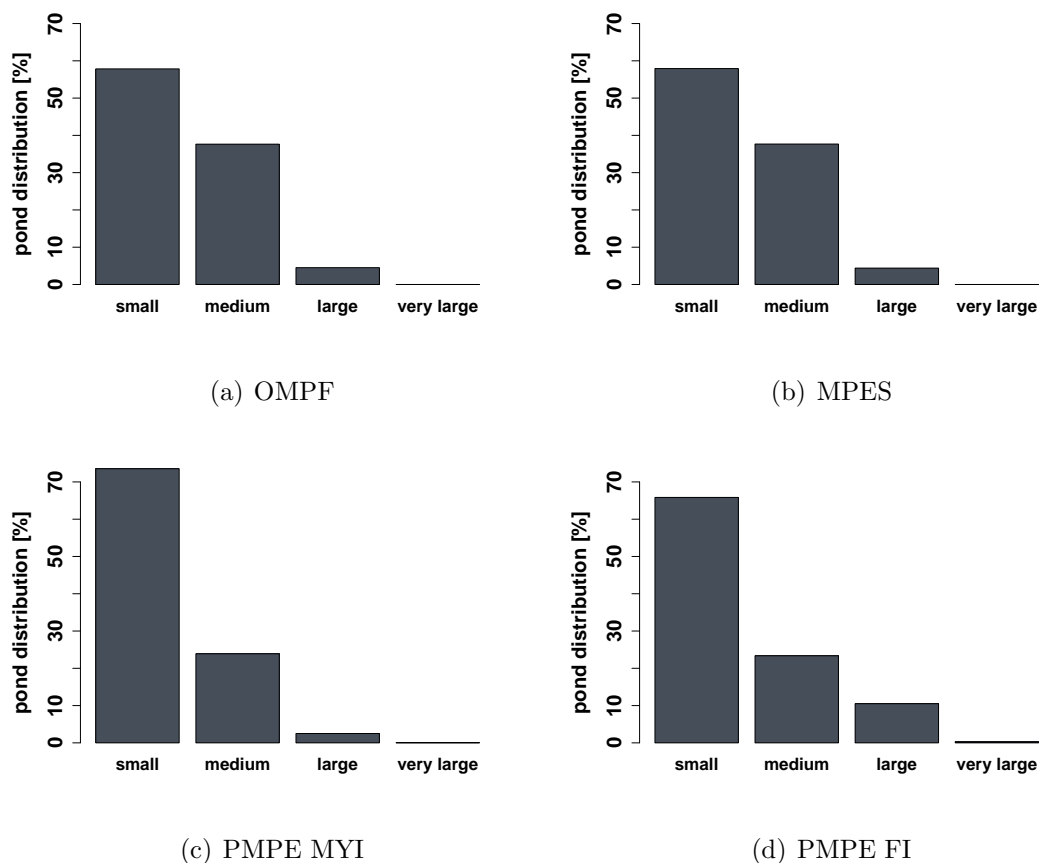 pond distribution [%]
70
50
30
10
0
small medium large very large
(a) OMPF
pond distribution [%]
70
50
30
10
0
small medium large very large
(b) MPES
pond distribution [%]
70
50
30
10
0
small medium large very large
(c) PMPE MYI
pond distribution [%]
70
50
30
10
0
small medium large very large
(d) PMPE FI